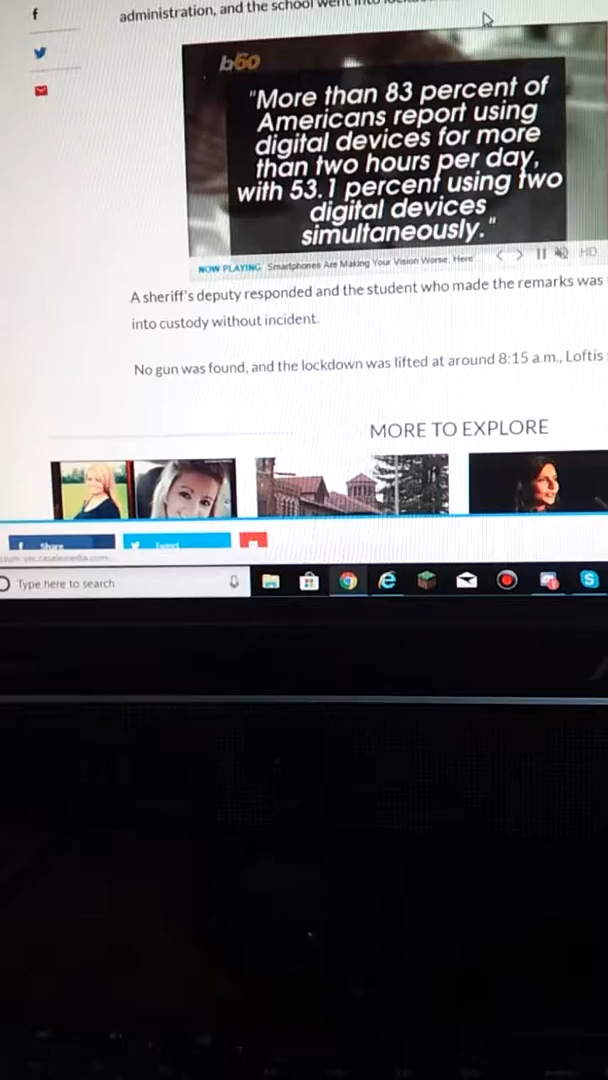 f
administration, and the school went into
b60
"More than 83 percent of
Americans report using
digital devices for more
than two hours per day,
with 53.1 percent using two
digital devices
simultaneously."
NOW PLAYING Smartphones Are Making Your Vision Worse, Here
HD
A sheriff's deputy responded and the student who made the remarks was
into custody without incident.
No gun was found, and the lockdown was lifted at around 8:15 a.m., Loftis
MORE TO EXPLORE
f Share
Tweet
Type here to search